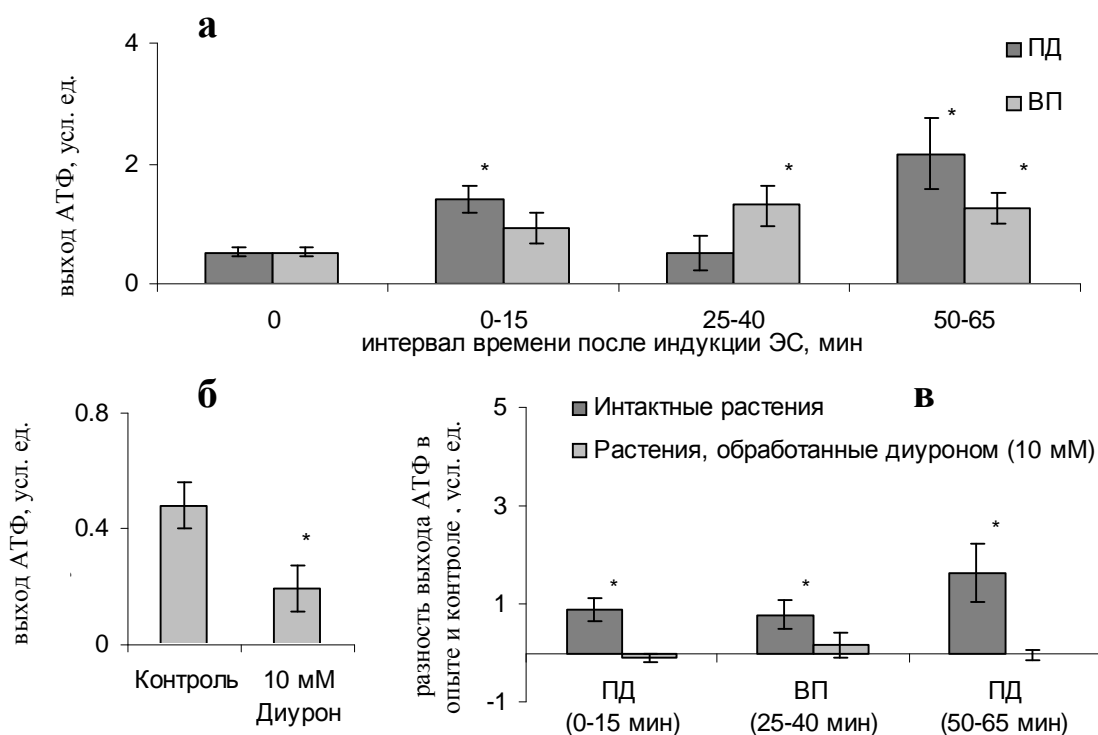 а
4
2
0
выход АТФ, усл. ед.
ПД
ВП
*
*
*
*
0
0-15
25-40
50-65
интервал времени после индукции ЭС, мин
б
0.8
0.4
0
выход АТФ, усл. ед.
*
Контроль
10 мМ
Диурон
в
5
3
1
-1
разность выхода АТФ в
опыте и контроле , усл. ед.
Интактные растения
Растения, обработанные диуроном (10 мМ)
*
*
*
ПД
(0-15 мин)
ВП
(25-40 мин)
ПД
(50-65 мин)